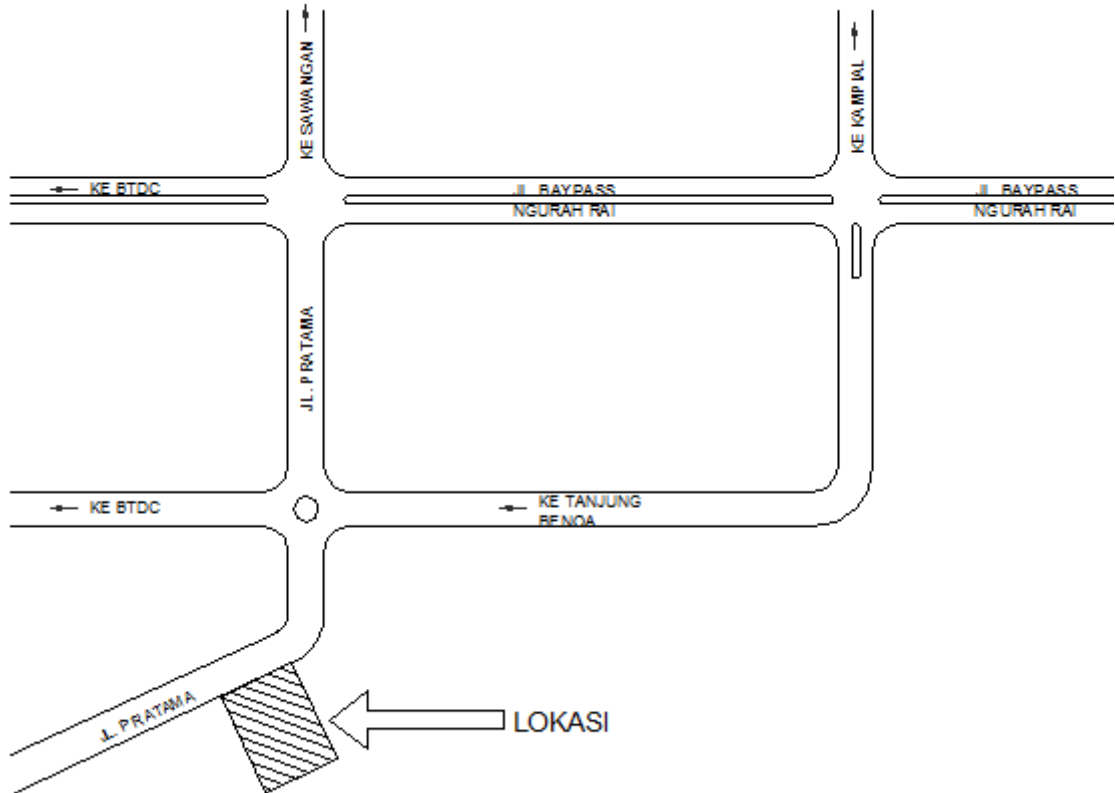 KE SAWANGAN
KE KAMPIAL
KE BTDC
JL. BAYPASS
NGURAH RAI
JL. BAYPASS
NGURAH RAI
JL. PRATAMA
KE BTDC
KE TANJUNG
BENOA
JL. PRATAMA
LOKASI